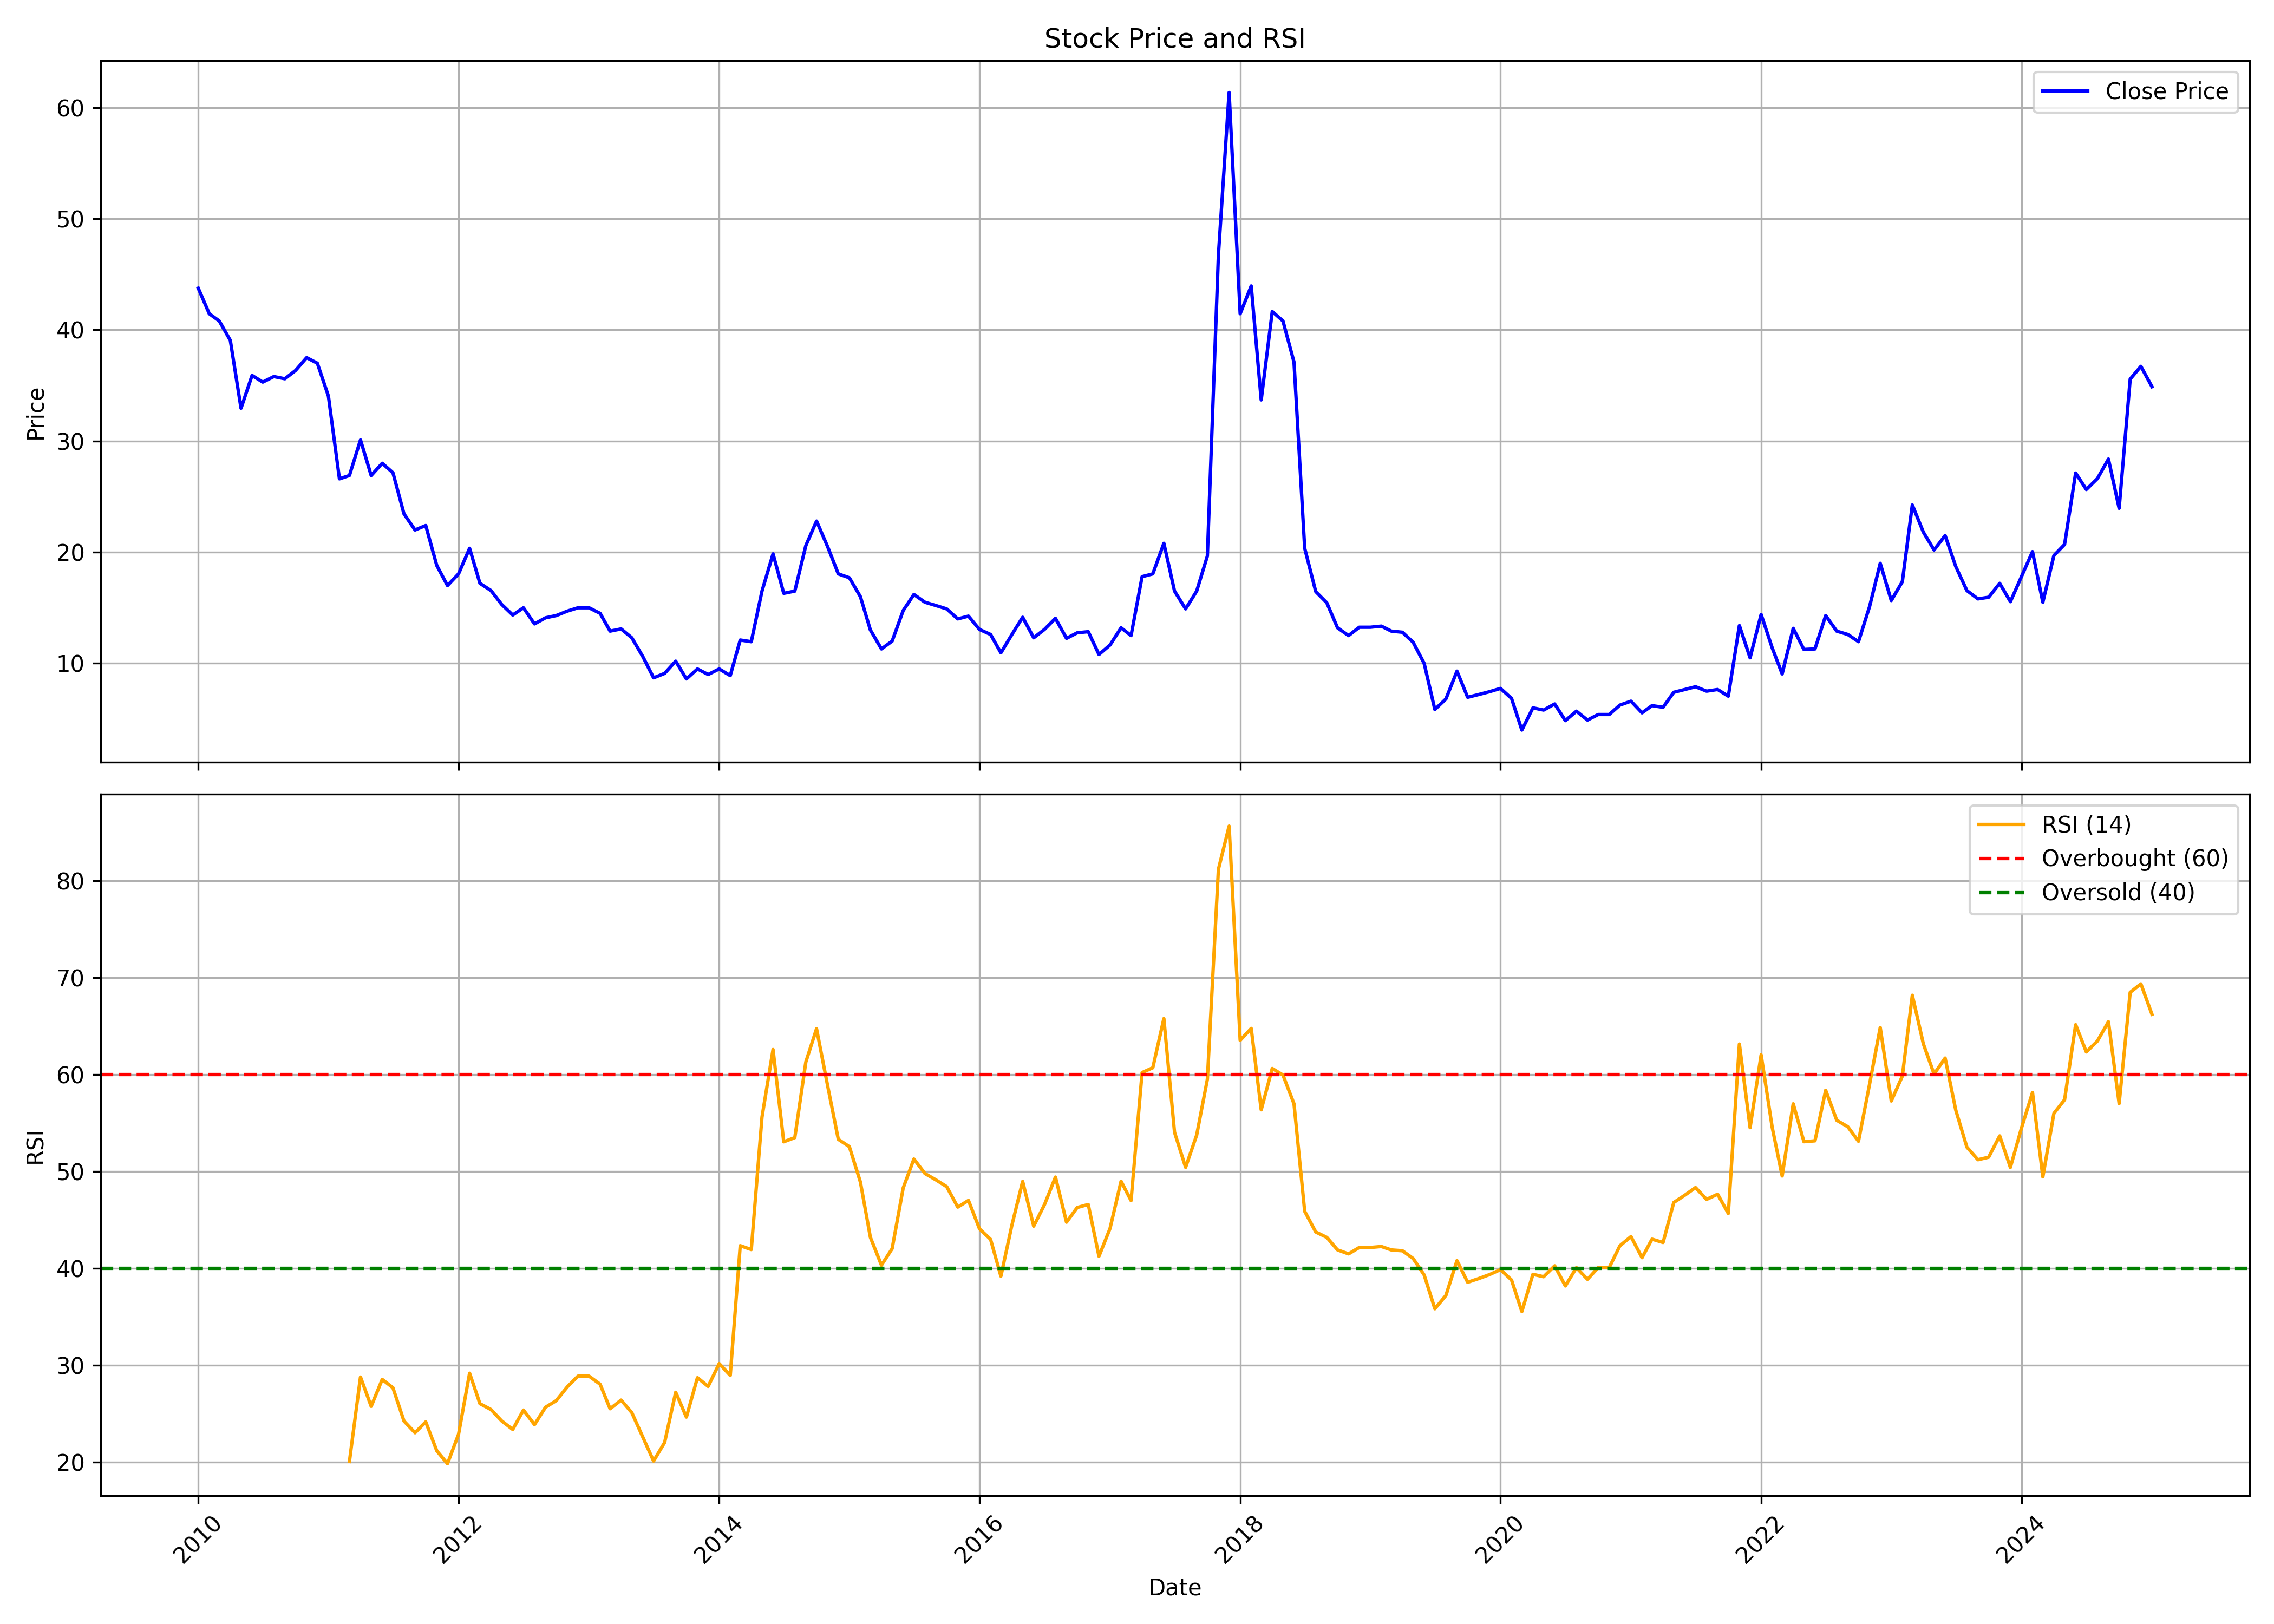 Stock Price and RSI
Close Price
Price
60
50
40
30
20
10
RSI (14)
Overbought (60)
Oversold (40)
RSI
80
70
60
50
40
30
20
2010
2012
2014
2016
2018
2020
2022
2024
Date